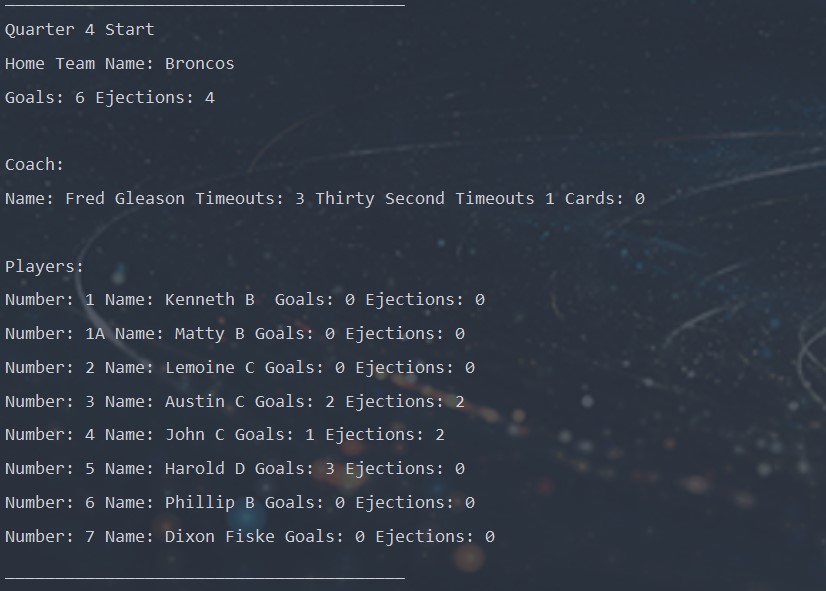 Quarter 4 Start
Home Team Name: Broncos
Goals: 6 Ejections: 4
Coach:
Name: Fred Gleason Timeouts: 3 Thirty Second Timeouts 1 Cards: 0
Players:
Number: 1 Name: Kenneth B  Goals: 0 Ejections: 0
Number: 1A Name: Matty B Goals: 0 Ejections: 0
Number: 2 Name: Lemoine C Goals: 0 Ejections: 0
Number: 3 Name: Austin C Goals: 2 Ejections: 2
Number: 4 Name: John C Goals: 1 Ejections: 2
Number: 5 Name: Harold D Goals: 3 Ejections: 0
Number: 6 Name: Phillip B Goals: 0 Ejections: 0
Number: 7 Name: Dixon Fiske Goals: 0 Ejections: 0